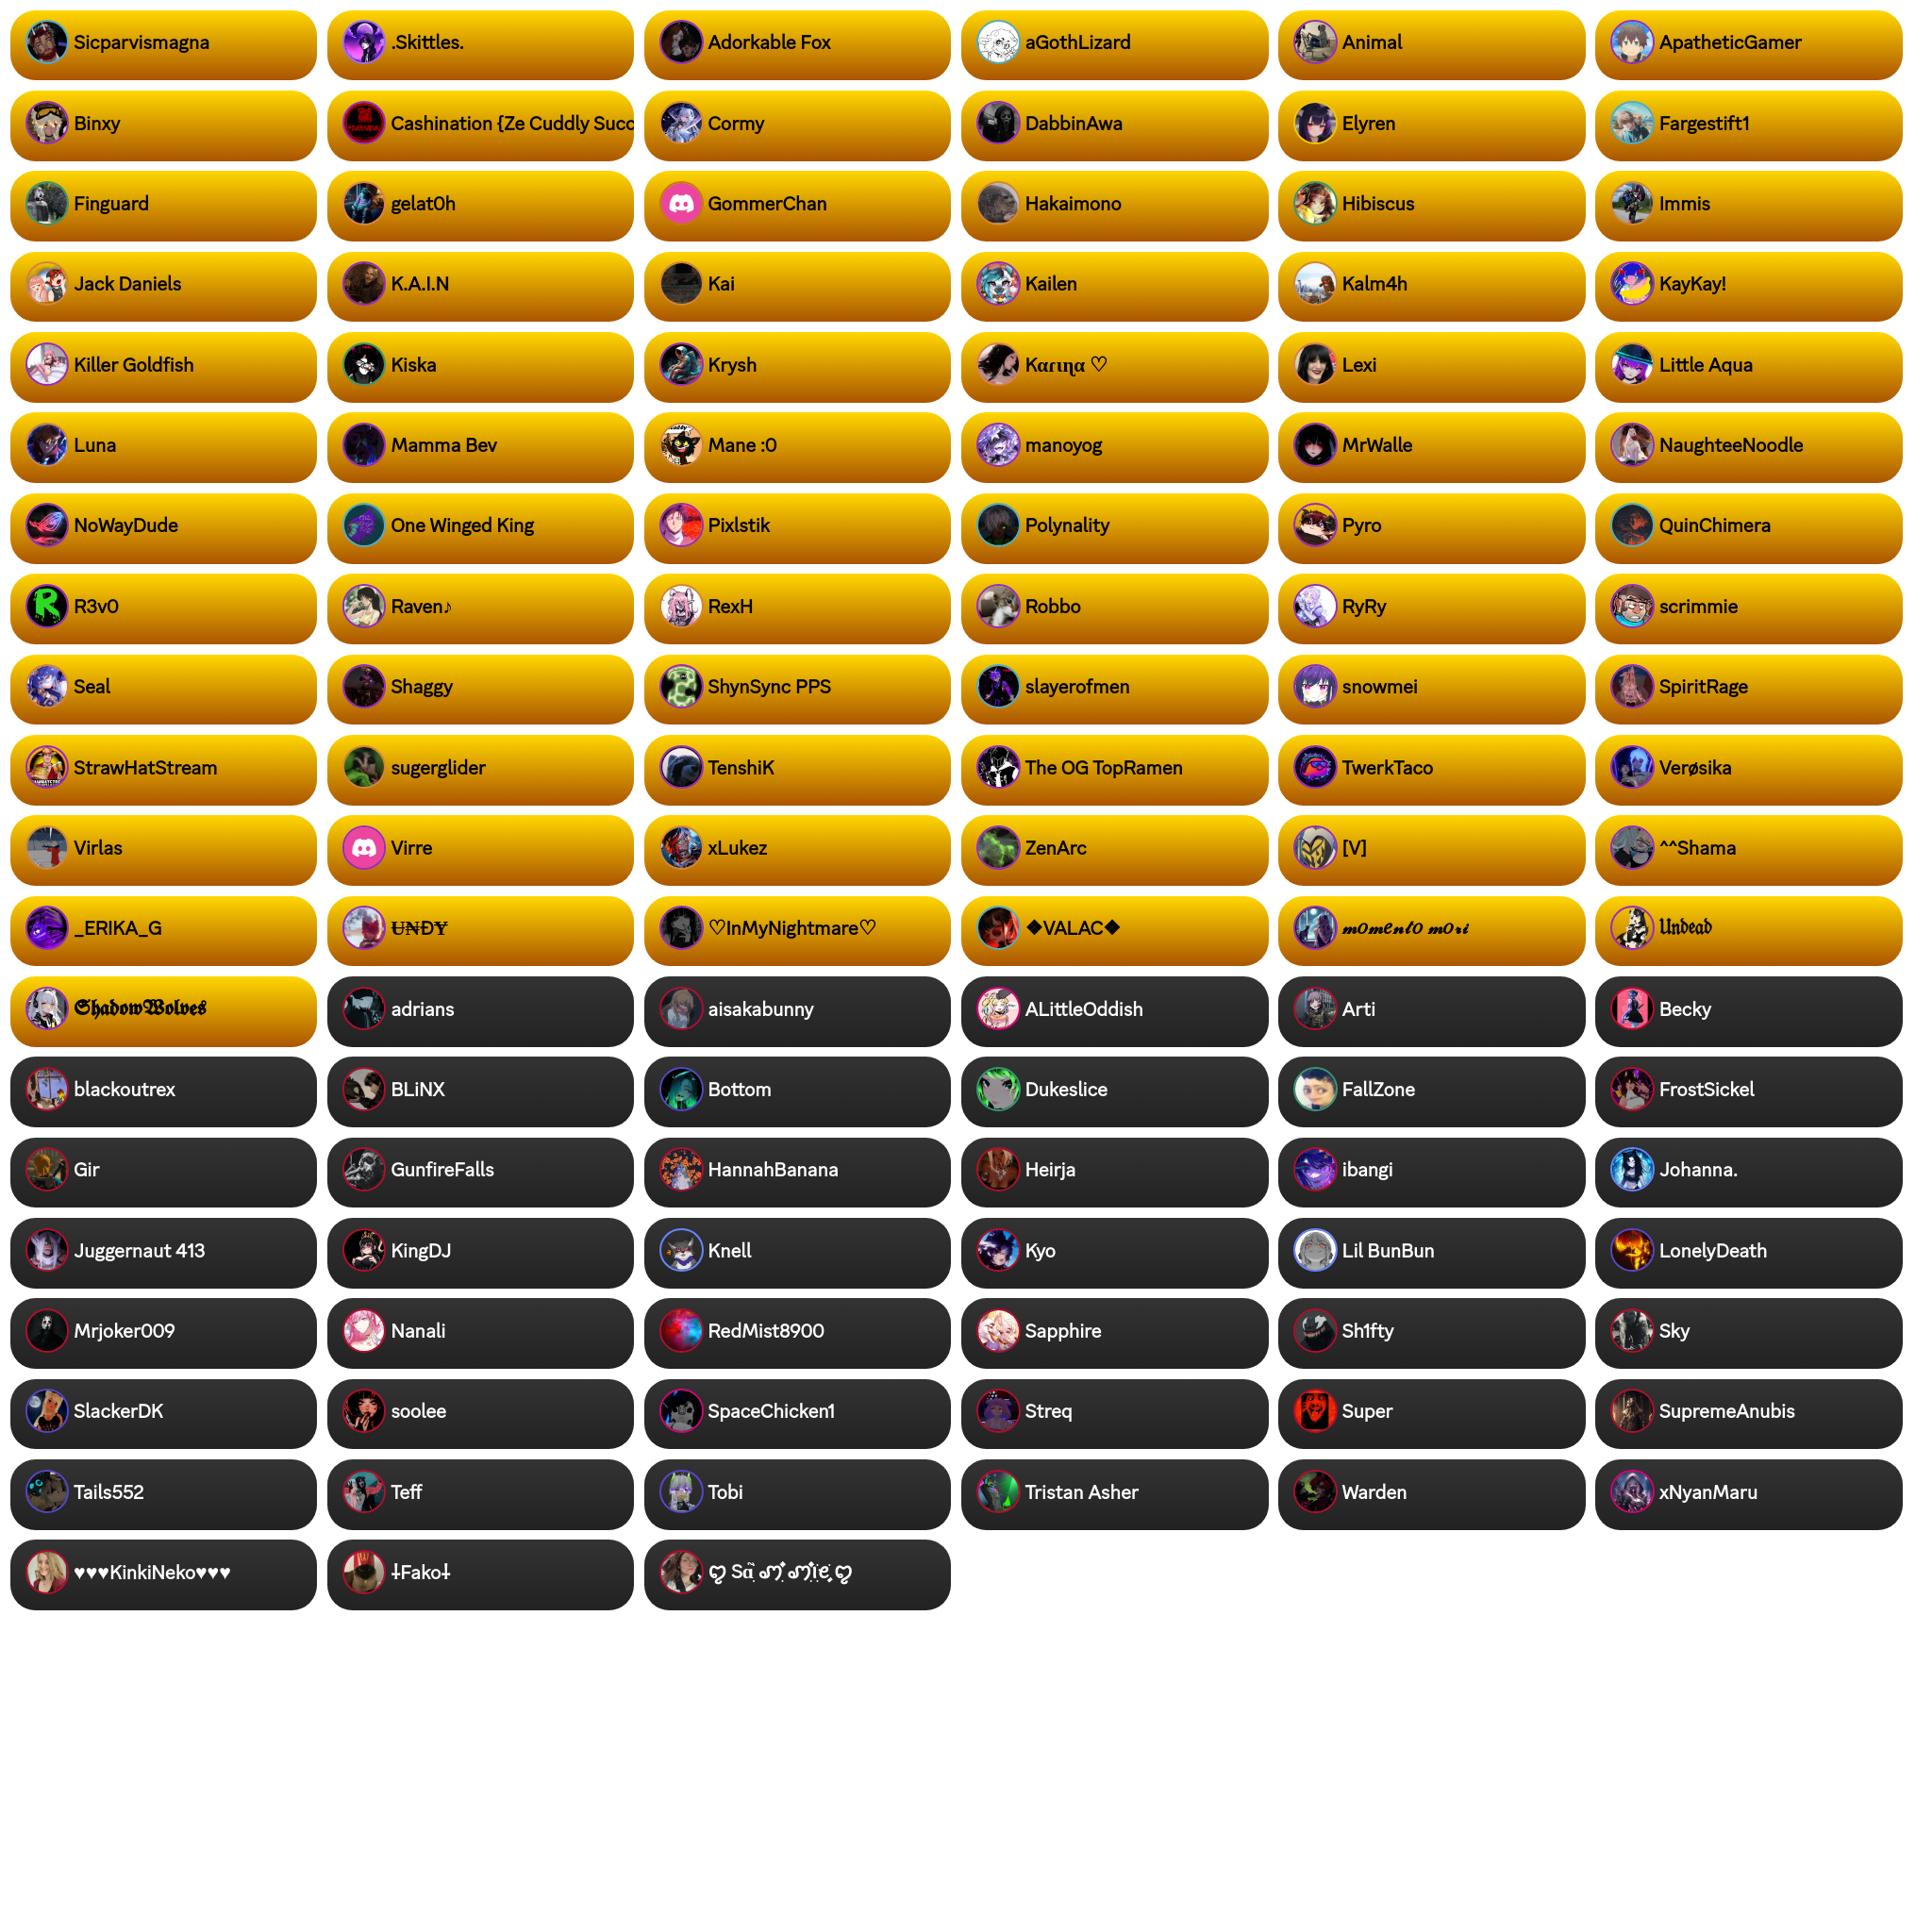 Sicparvismagna
.Skittles.
Adorkable Fox
aGothLizard
Animal
ApatheticGamer
Binxy
Cashination {Ze Cuddly Succ
Cormy
DabbinAwa
Elyren
Fargestift1
Finguard
gelat0h
GommerChan
Hakaimono
Hibiscus
Immis
Jack Daniels
K.A.I.N
Kai
Kailen
Kalm4h
KayKay!
Killer Goldfish
Kiska
Krysh
Kαɾιɳα ♡
Lexi
Little Aqua
Luna
Mamma Bev
Mane :0
manoyog
MrWalle
NaughteeNoodle
NoWayDude
One Winged King
Pixlstik
Polynality
Pyro
QuinChimera
R3v0
Raven♪
RexH
Robbo
RyRy
scrimmie
Seal
Shaggy
ShynSync PPS
slayerofmen
snowmei
SpiritRage
StrawHatStream
sugerglider
TenshiK
The OG TopRamen
TwerkTaco
Verøsika
Virlas
Virre
xLukez
ZenArc
[V]
^^Shama
_ERIKA_G
U̶₦ĐɎ
♡InMyNightmare♡
❖VALAC❖
𝓶𝓸𝓶𝓮𝓷𝓽𝓸 𝓶𝓸𝓻𝓲
𝔘𝔫𝔡𝔢𝔞𝔡
𝕾𝖍𝖆𝖉𝖔𝖜𝖂𝖔𝖑𝖛𝖊𝖘
adrians
aisakabunny
ALittleOddish
Arti
Becky
blackoutrex
BLiNX
Bottom
Dukeslice
FallZone
FrostSickel
Gir
GunfireFalls
HannahBanana
Heirja
ibangi
Johanna.
Juggernaut 413
KingDJ
Knell
Kyo
Lil BunBun
LonelyDeath
Mrjoker009
Nanali
RedMist8900
Sapphire
Sh1fty
Sky
SlackerDK
soolee
SpaceChicken1
Streq
Super
SupremeAnubis
Tails552
Teff
Tobi
Tristan Asher
Warden
xNyanMaru
♥♥♥KinkiNeko♥♥♥
⸸Fako⸸